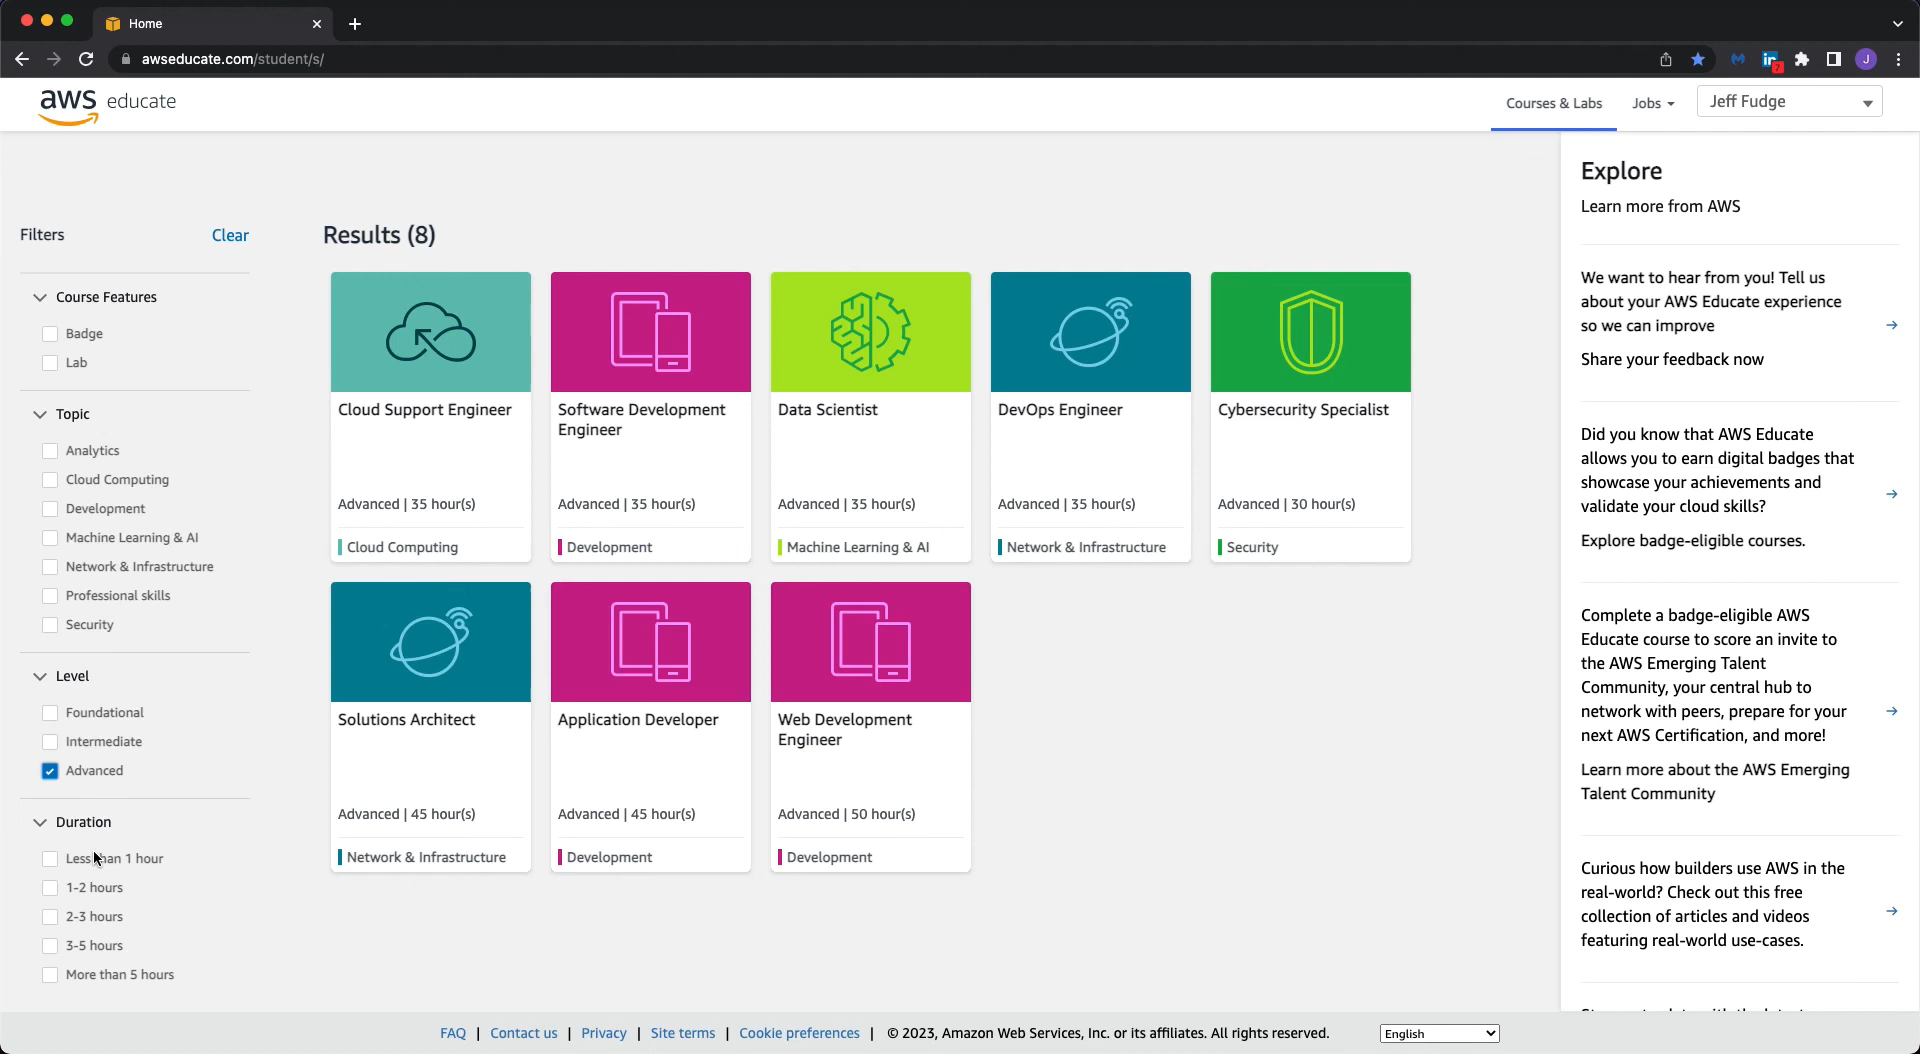 Home
awseducate.com/student/s/
7
J
aws educate
Courses & Labs
Jobs
Jeff Fudge
Filters
Clear
Course Features
Badge
Lab
Topic
Analytics
Cloud Computing
Development
Machine Learning & AI
Network & Infrastructure
Professional skills
Security
Level
Foundational
Intermediate
Advanced
Duration
Less than 1 hour
1-2 hours
2-3 hours
3-5 hours
More than 5 hours
Results (8)
Cloud Support Engineer
Advanced | 35 hour(s)
Cloud Computing
Software Development
Engineer
Advanced | 35 hour(s)
Development
Data Scientist
Advanced | 35 hour(s)
Machine Learning & AI
DevOps Engineer
Advanced | 35 hour(s)
Network & Infrastructure
Cybersecurity Specialist
Advanced | 30 hour(s)
Security
Solutions Architect
Advanced | 45 hour(s)
Network & Infrastructure
Application Developer
Advanced | 45 hour(s)
Development
Web Development
Engineer
Advanced | 50 hour(s)
Development
Explore
Learn more from AWS
We want to hear from you! Tell us
about your AWS Educate experience
so we can improve
Share your feedback now
Did you know that AWS Educate
allows you to earn digital badges that
showcase your achievements and
validate your cloud skills?
Explore badge-eligible courses.
Complete a badge-eligible AWS
Educate course to score an invite to
the AWS Emerging Talent
Community, your central hub to
network with peers, prepare for your
next AWS Certification, and more!
Learn more about the AWS Emerging
Talent Community
Curious how builders use AWS in the
real-world? Check out this free
collection of articles and videos
featuring real-world use-cases.
FAQ | Contact us | Privacy | Site terms | Cookie preferences | © 2023, Amazon Web Services, Inc. or its affiliates. All rights reserved.
English